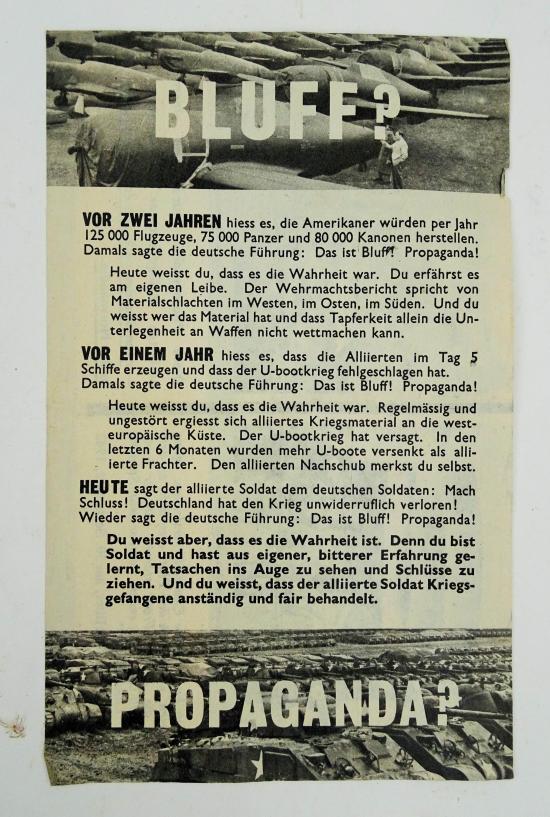 BLUFF?
VOR ZWEI JAHREN hiess es, die Amerikaner würden per Jahr
125 000 Flugzeuge, 75 000 Panzer und 80 000 Kanonen herstellen.
Damals sagte die deutsche Führung: Das ist Bluff! Propaganda!
Heute weisst du, dass es die Wahrheit war. Du erfährst es
am eigenen Leibe. Der Wehrmachtsbericht spricht von
Materialschlachten im Westen, im Osten, im Süden. Und du
weisst wer das Material hat und dass Tapferkeit allein die Un-
terlegenheit an Waffen nicht wettmachen kann.
VOR EINEM JAHR hiess es, dass die Alliierten im Tag 5
Schiffe erzeugen und dass der U-bootkrieg fehlgeschlagen hat.
Damals sagte die deutsche Führung: Das ist Bluff! Propaganda!
Heute weisst du, dass es die Wahrheit war. Regelmässig und
ungestört ergiesst sich alliiertes Kriegsmaterial an die west-
europäische Küste. Der U-bootkrieg hat versagt. In den
letzten 6 Monaten wurden mehr U-boote versenkt als alli-
ierte Frachter. Den alliierten Nachschub merkst du selbst.
HEUTE sagt der alliierte Soldat dem deutschen Soldaten: Mach
Schluss! Deutschland hat den Krieg unwiderruflich verloren!
Wieder sagt die deutsche Führung: Das ist Bluff! Propaganda!
Du weisst aber, dass es die Wahrheit ist. Denn du bist
Soldat und hast aus eigener, bitterer Erfahrung ge-
lernt, Tatsachen ins Auge zu sehen und Schlüsse zu
ziehen. Und du weisst, dass der alliierte Soldat Kriegs-
gefangene anständig und fair behandelt.
PROPAGANDA?